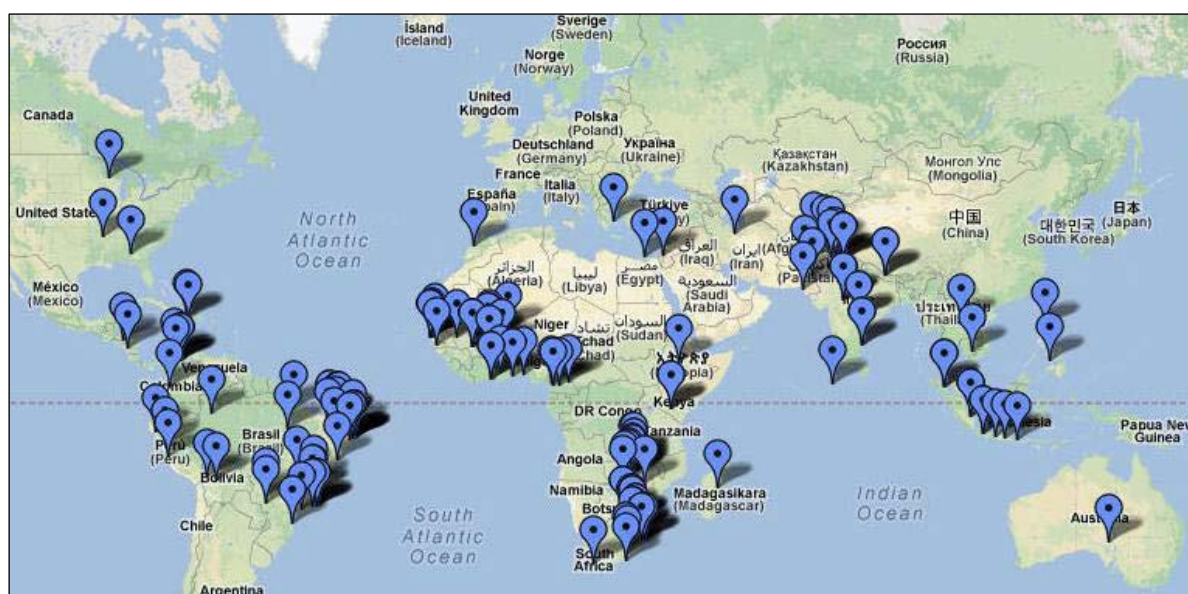 Ísland
(Iceland)
Sverige
(Sweden)
Norge
(Norway)
Россия
(Russia)
Canada
United
Kingdom
Polska
(Poland)
Deutschland
(Germany)
Україна
(Ukraine)
Қазақстан
(Kazakhstan)
Монгол Улс
(Mongolia)
France
Italia
(Italy)
España
Türkiye
United
North
Atlantic
Ocean
中国
(China)
日本
(Japan)
대한민국
(South Korea)
México
(Mexico)
الجزائر
(Algeria)
ليبيا
(Libya)
مصر
(Egypt)
العراق
(Iraq)
ایران
(Iran)
السعودية
(Saudi
Arabia)
Niger
تشاد
السودان
(Sudan)
Venezuela
Colombia
Kenya
DR Congo
Tanzania
Brasil
Perú
(Peru)
Bolivia
Angola
Namibia
Madagasikara
(Madagascar)
Papua New
Guinea
Indian
Ocean
Chile
South
Atlantic
Ocean
South
Africa
Argentina